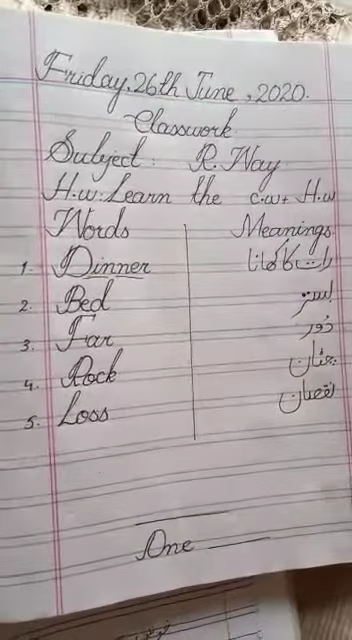 Friday, 26th June, 2020.
Classwork
Subject: R. Way
H.w: Learn the c.w + H.w
Words Meanings
1. Dinner رات کا کھانا
2. Bed بستر
3. Far دور
4. Rock چٹان
5. Loss نقصان
One